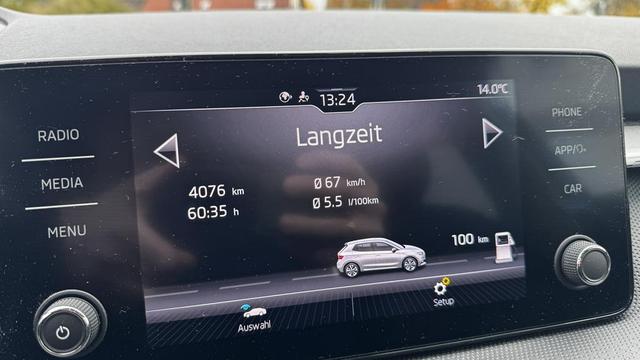 13:24
14.0°C
RADIO
MEDIA
MENU
PHONE
APP/
CAR
Langzeit
4076 km
60:35 h
Ø 67 km/h
Ø 5.5 l/100km
100 km
Auswahl
Setup